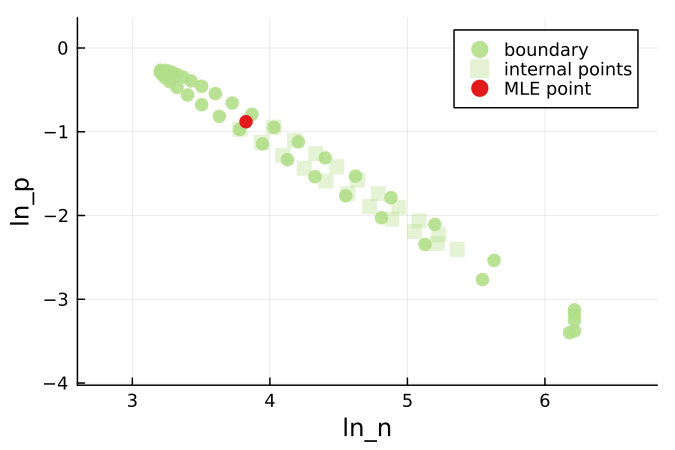 boundary
internal points
MLE point
0
−1
−2
−3
−4
ln_p
3
4
5
6
ln_n